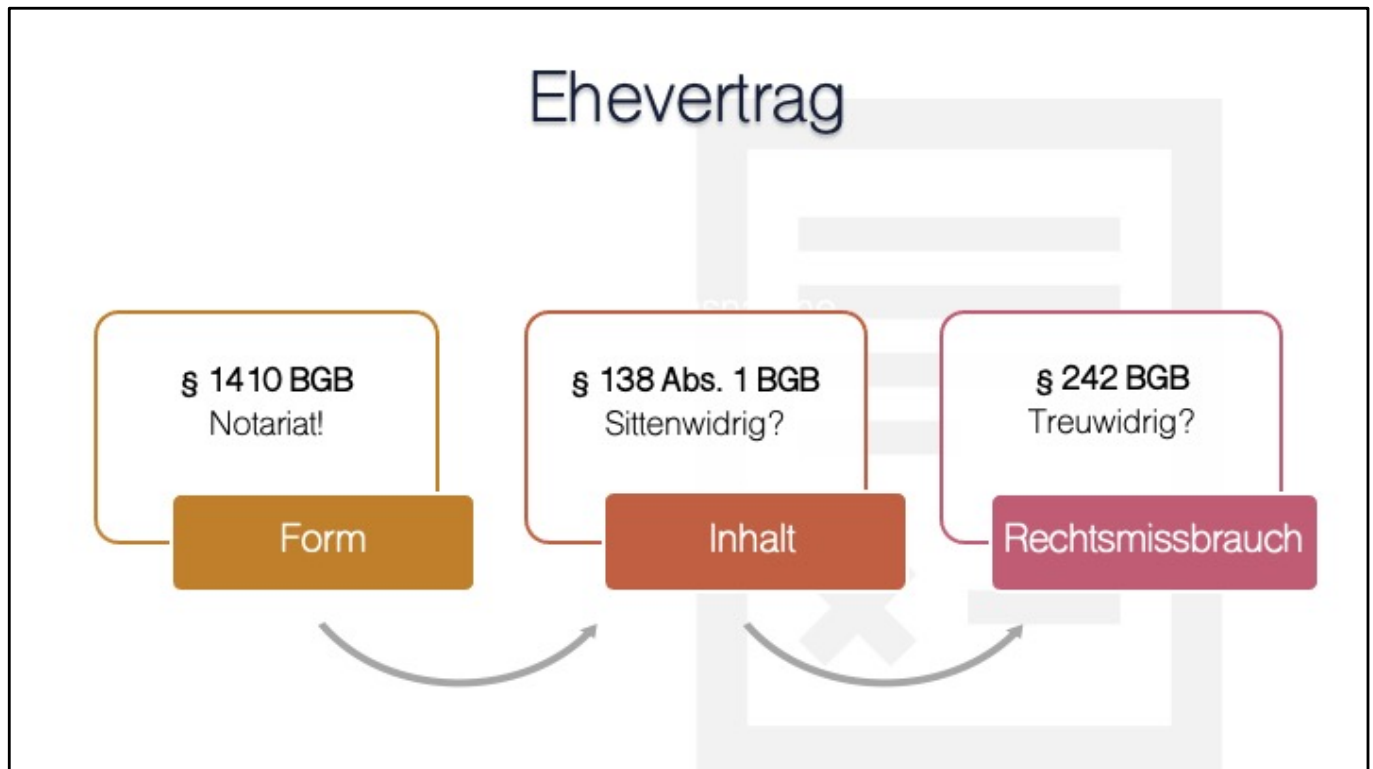 Ehevertrag
§ 1410 BGB
Notariat!
Form
§ 138 Abs. 1 BGB
Sittenwidrig?
Inhalt
§ 242 BGB
Treuwidrig?
Rechtsmissbrauch